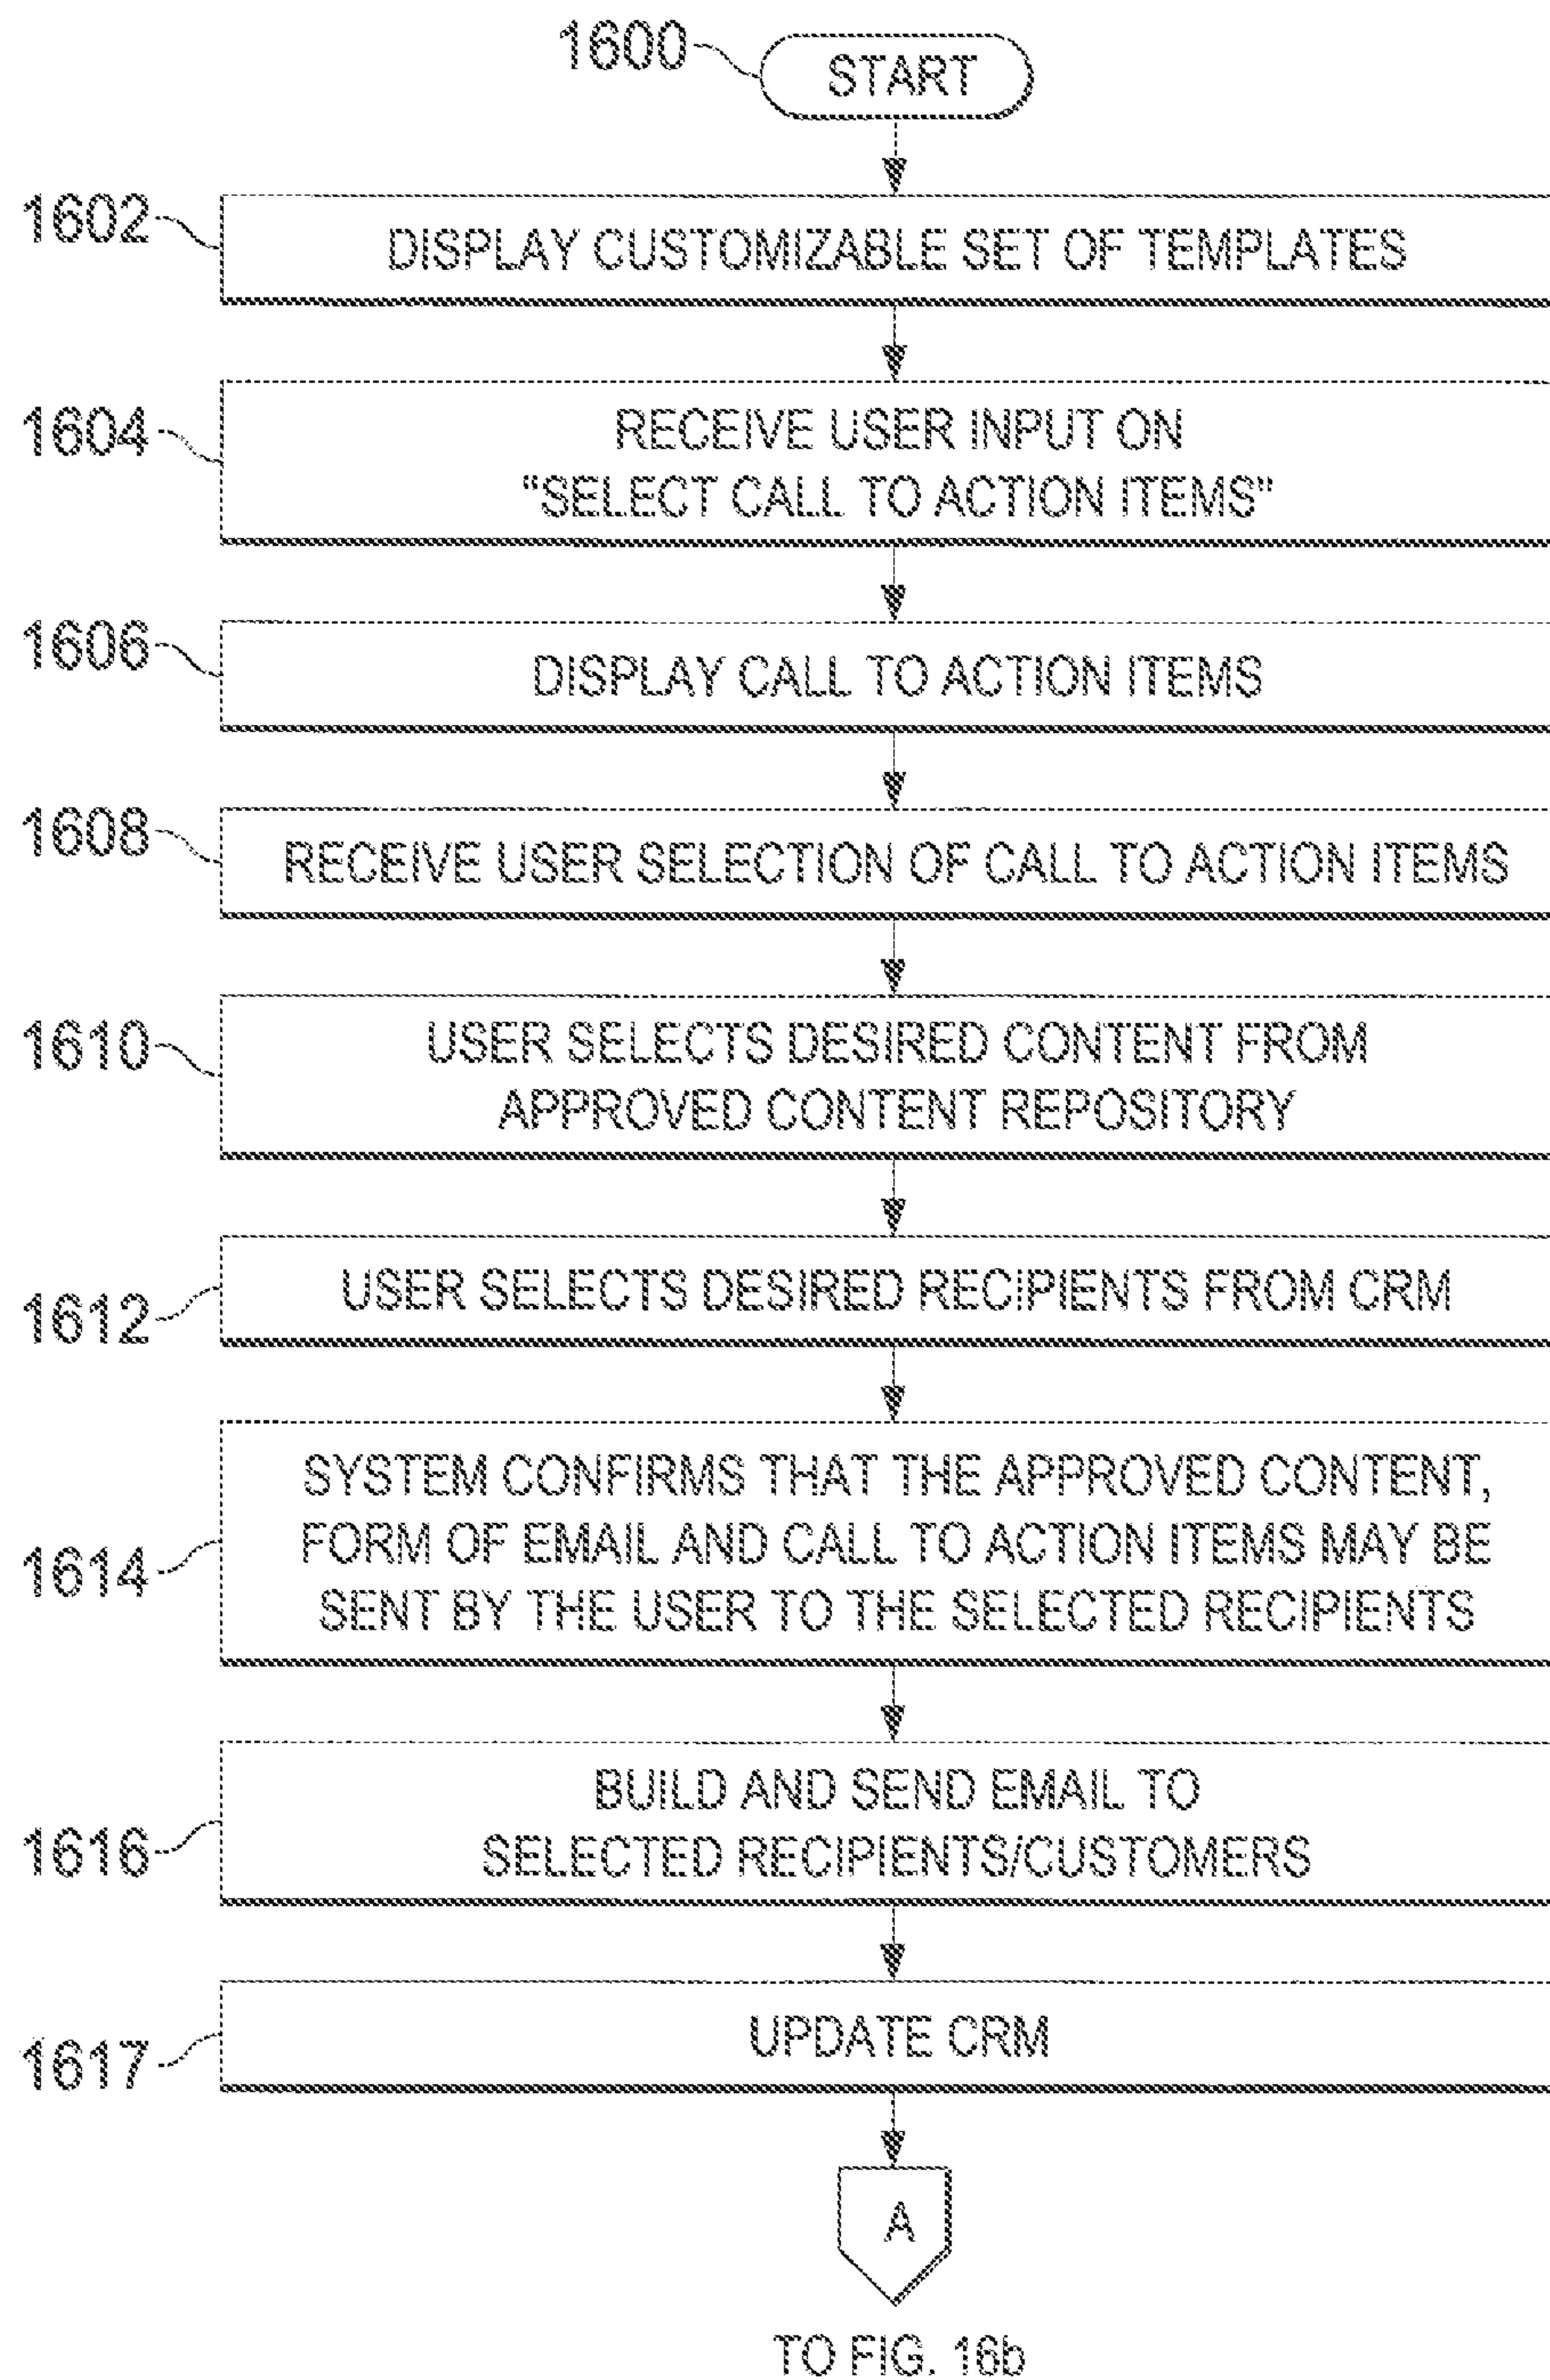 1600
START
1602
DISPLAY CUSTOMIZABLE SET OF TEMPLATES
1604
RECEIVE USER INPUT ON
"SELECT CALL TO ACTION ITEMS"
1606
DISPLAY CALL TO ACTION ITEMS
1608
RECEIVE USER SELECTION OF CALL TO ACTION ITEMS
1610
USER SELECTS DESIRED CONTENT FROM
APPROVED CONTENT REPOSITORY
1612
USER SELECTS DESIRED RECIPIENTS FROM CRM
1614
SYSTEM CONFIRMS THAT THE APPROVED CONTENT,
FORM OF EMAIL AND CALL TO ACTION ITEMS MAY BE
SENT BY THE USER TO THE SELECTED RECIPIENTS
1616
BUILD AND SEND EMAIL TO
SELECTED RECIPIENTS/CUSTOMERS
1617
UPDATE CRM
A
TO FIG. 16b